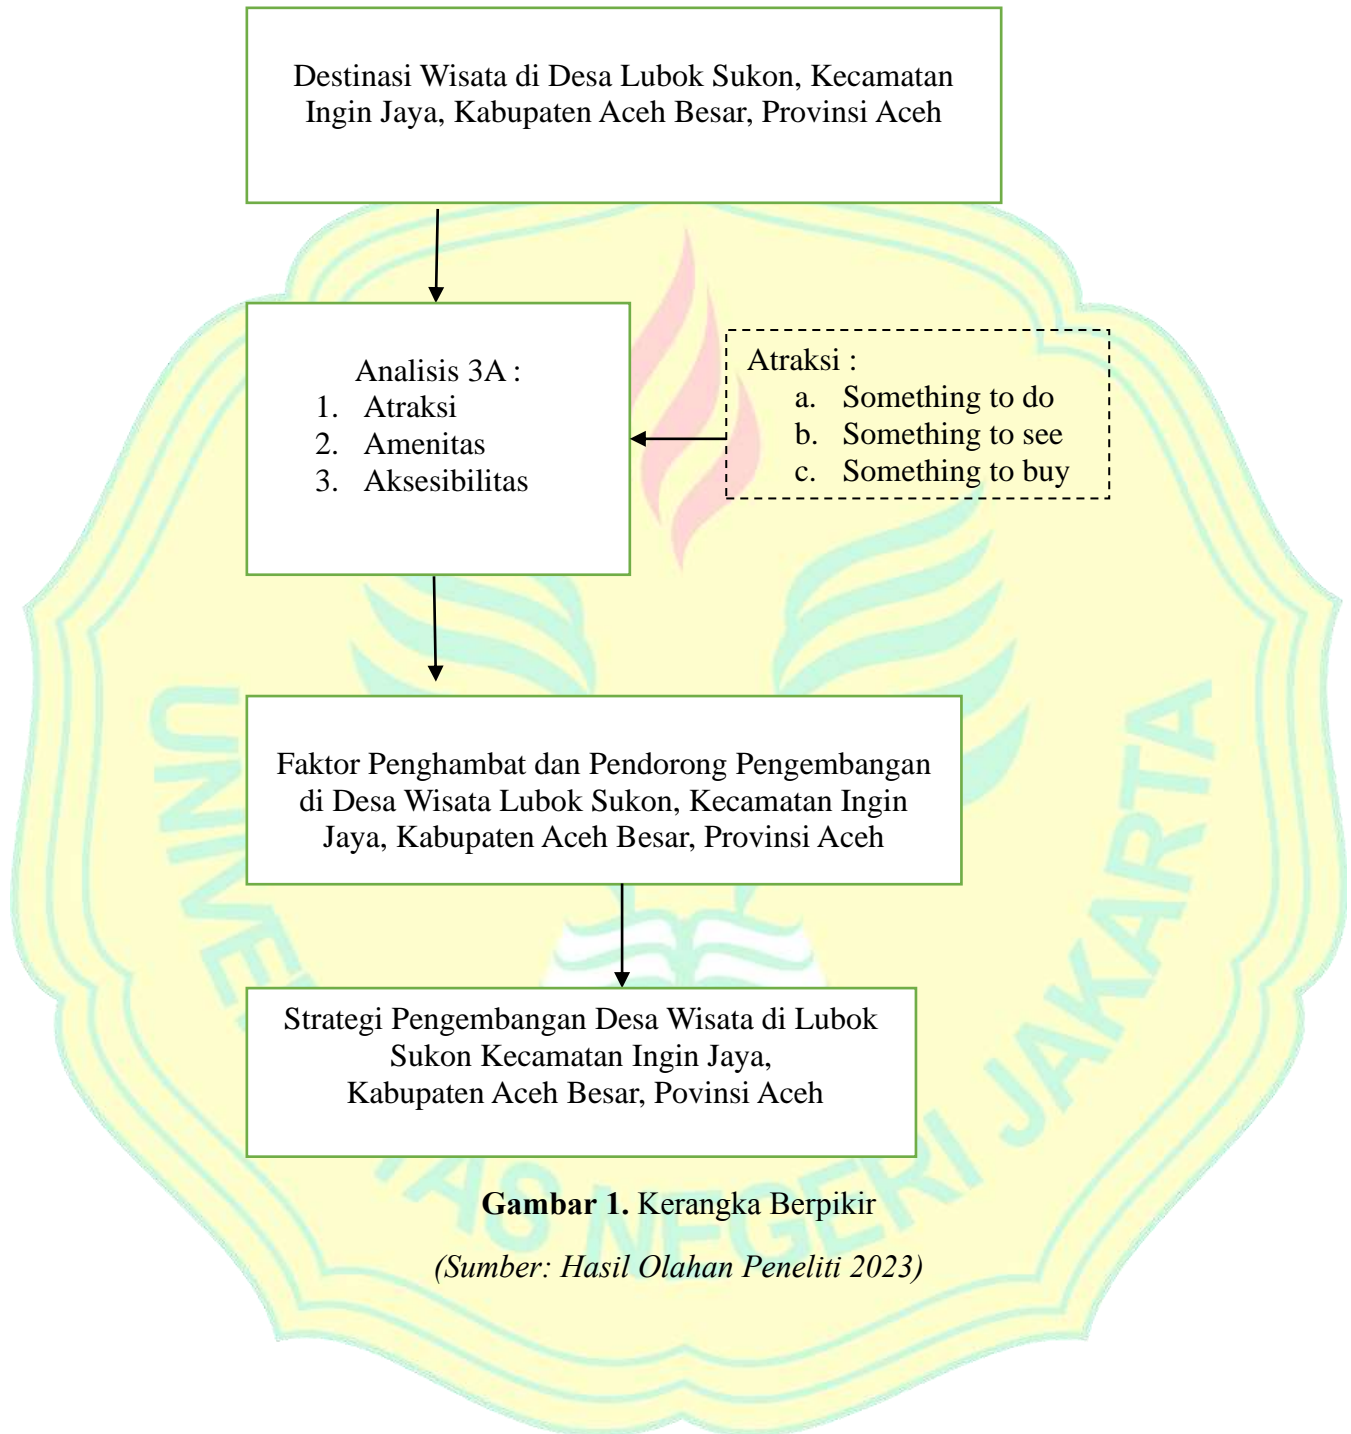 Destinasi Wisata di Desa Lubok Sukon, Kecamatan
Ingin Jaya, Kabupaten Aceh Besar, Provinsi Aceh
Analisis 3A :
1. Atraksi
2. Amenitas
3. Aksesibilitas
Atraksi :
a. Something to do
b. Something to see
c. Something to buy
Faktor Penghambat dan Pendorong Pengembangan
di Desa Wisata Lubok Sukon, Kecamatan Ingin
Jaya, Kabupaten Aceh Besar, Provinsi Aceh
Strategi Pengembangan Desa Wisata di Lubok
Sukon Kecamatan Ingin Jaya,
Kabupaten Aceh Besar, Povinsi Aceh
Gambar 1. Kerangka Berpikir
(Sumber: Hasil Olahan Peneliti 2023)
NEGERI JAKARTA